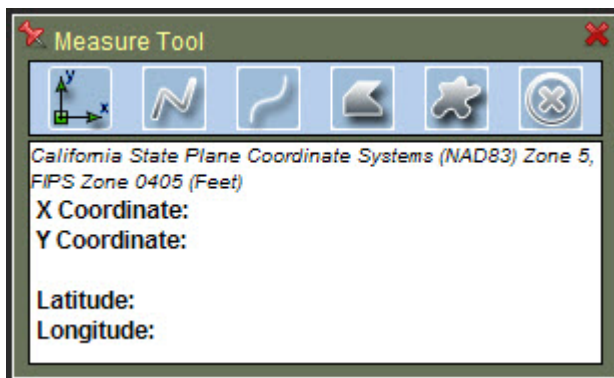 Measure Tool
y
x
California State Plane Coordinate Systems (NAD83) Zone 5,
FIPS Zone 0405 (Feet)
X Coordinate:
Y Coordinate:
Latitude:
Longitude: